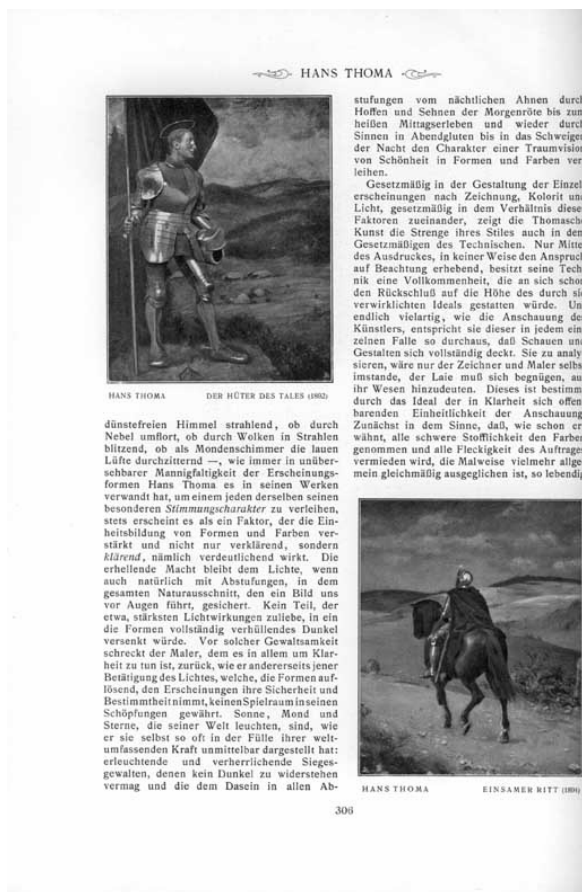 HANS THOMA
HANS THOMA DER HÜTER DES TALES (1892)
dünstefreien Himmel strahlend, ob durch
Nebel umflort, ob durch Wolken in Strahlen
blitzend, ob als Mondenschimmer die lauen
Lüfte durchzitternd —, wie immer in unüber-
sehbarer Mannigfaltigkeit der Erscheinungs-
formen Hans Thoma es in seinen Werken
verwandt hat, um einem jeden derselben seinen
besonderen Stimmungscharakter zu verleihen,
stets erscheint es als ein Faktor, der die Ein-
heitsbildung von Formen und Farben ver-
stärkt und nicht nur verklärend, sondern
klärend, nämlich verdeutlichend wirkt. Die
erhellende Macht bleibt dem Lichte, wenn
auch natürlich mit Abstufungen, in dem
gesamten Naturausschnitt, den ein Bild uns
vor Augen führt, gesichert. Kein Teil, der
etwa, stärksten Lichtwirkungen zuliebe, in ein
die Formen vollständig verhüllendes Dunkel
versenkt würde. Vor solcher Gewaltsamkeit
schreckt der Maler, dem es in allem um Klar-
heit zu tun ist, zurück, wie er andererseits jener
Betätigung des Lichtes, welche, die Formen auf-
lösend, den Erscheinungen ihre Sicherheit und
Bestimmtheit nimmt, keinen Spielraum in seinen
Schöpfungen gewährt. Sonne, Mond und
Sterne, die seiner Welt leuchten, sind, wie
er sie selbst so oft in der Fülle ihrer welt-
umfassenden Kraft unmittelbar dargestellt hat:
erleuchtende und verherrlichende Sieges-
gewalten, denen kein Dunkel zu widerstehen
vermag und die dem Dasein in allen Ab-
stufungen vom nächtlichen Ahnen durch
Hoffen und Sehnen der Morgenröte bis zum
heißen Mittagserleben und wieder durch
Sinnen in Abendgluten bis in das Schweigen
der Nacht den Charakter einer Traumvision
von Schönheit in Formen und Farben ver
leihen.
Gesetzmäßig in der Gestaltung der Einzel
erscheinungen nach Zeichnung, Kolorit und
Licht, gesetzmäßig in dem Verhältnis dieser
Faktoren zueinander, zeigt die Thomasche
Kunst die Strenge ihres Stiles auch in dem
Gesetzmäßigen des Technischen. Nur Mittel
des Ausdruckes, in keiner Weise den Anspruch
auf Beachtung erhebend, besitzt seine Tech
nik eine Vollkommenheit, die an sich schon
den Rückschluß auf die Höhe des durch sie
verwirklichten Ideals gestatten würde. Un
endlich vielartig, wie die Anschauung des
Künstlers, entspricht sie dieser in jedem ein
zelnen Falle so durchaus, daß Schauen und
Gestalten sich vollständig deckt. Sie zu analy
sieren, wäre nur der Zeichner und Maler selbst
imstande, der Laie muß sich begnügen, auf
ihr Wesen hinzudeuten. Dieses ist bestimmt
durch das Ideal der in Klarheit sich offen
barenden Einheitlichkeit der Anschauung.
Zunächst in dem Sinne, daß, wie schon er
wähnt, alle schwere Stofflichkeit den Farben
genommen und alle Fleckigkeit des Auftrages
vermieden wird, die Malweise vielmehr allge
mein gleichmäßig ausgeglichen ist, so lebendig
HANS THOMA EINSAMER RITT (1894)
306